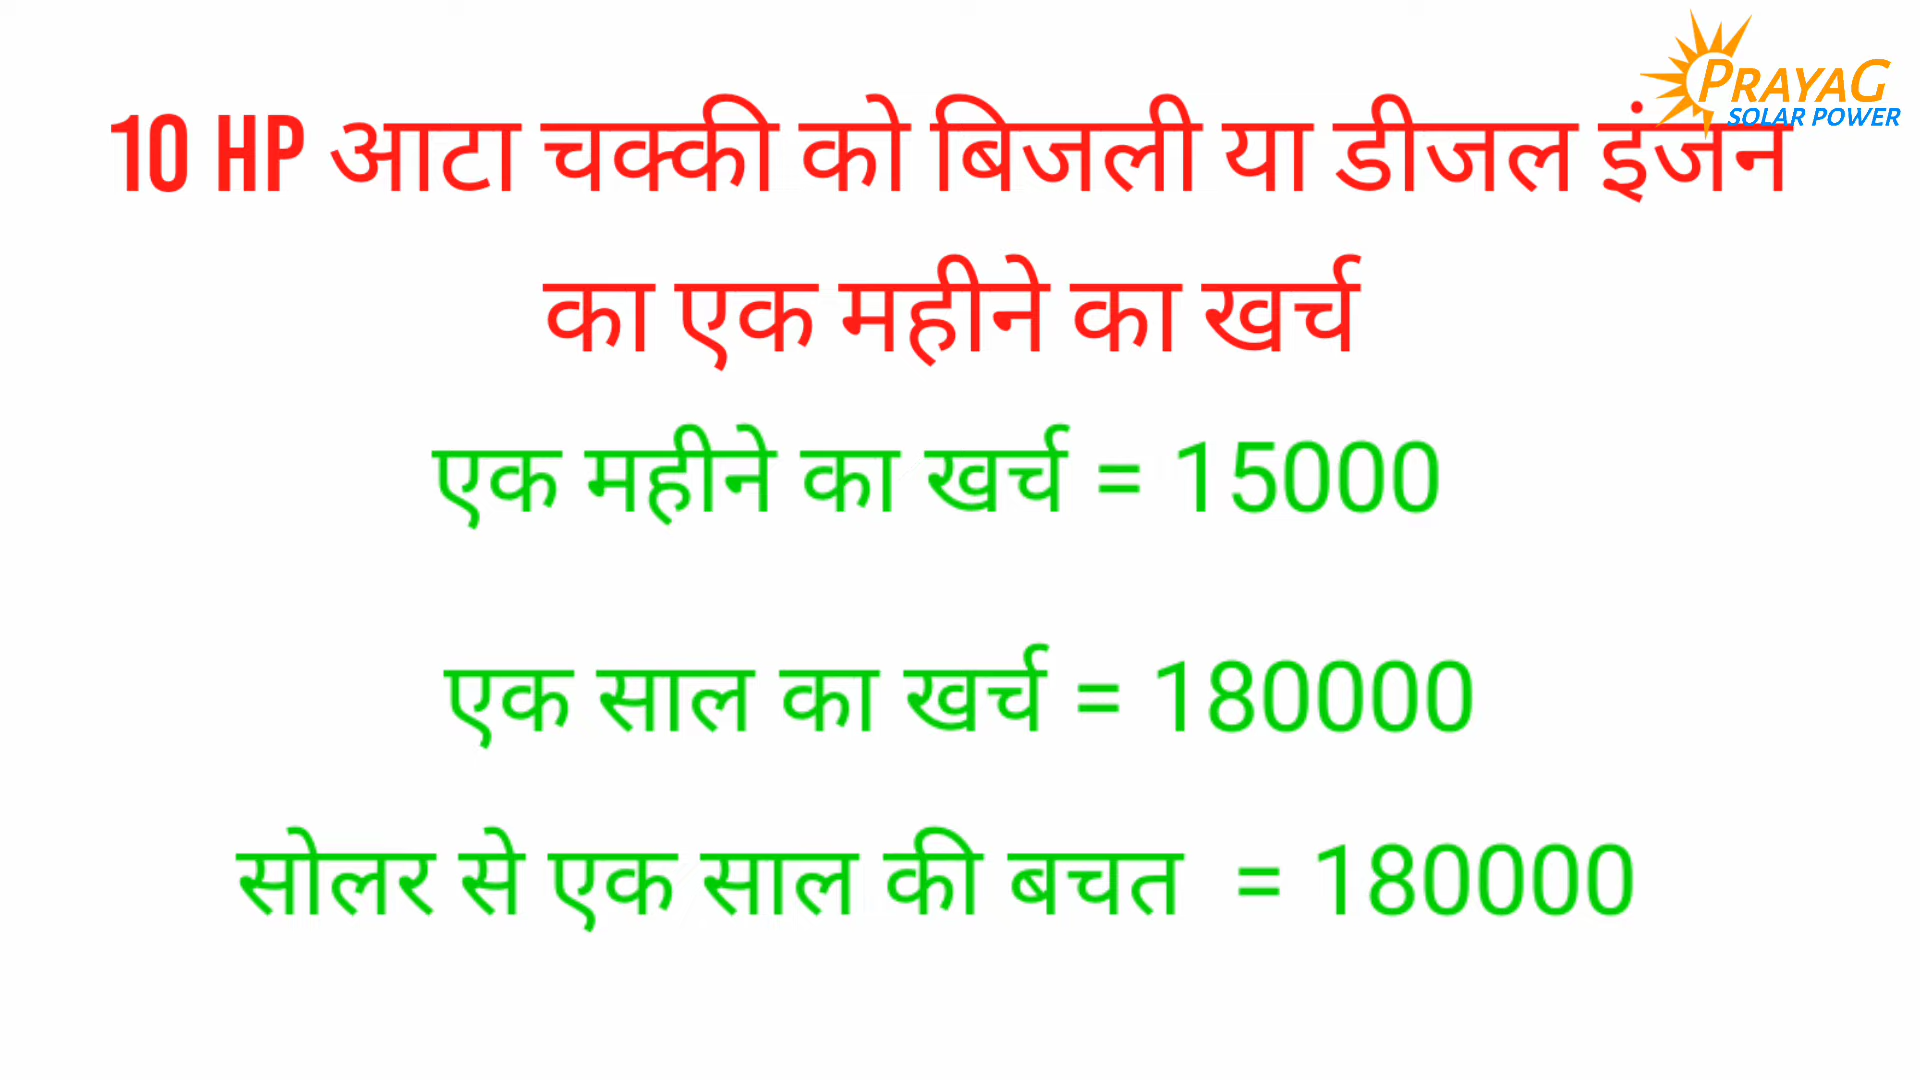 PRAYAG
SOLAR POWER
10 HP आटा चक्की को बिजली या डीजल इंजन
का एक महीने का खर्च
एक महीने का खर्च = 15000
एक साल का खर्च = 180000
सोलर से एक साल की बचत = 180000